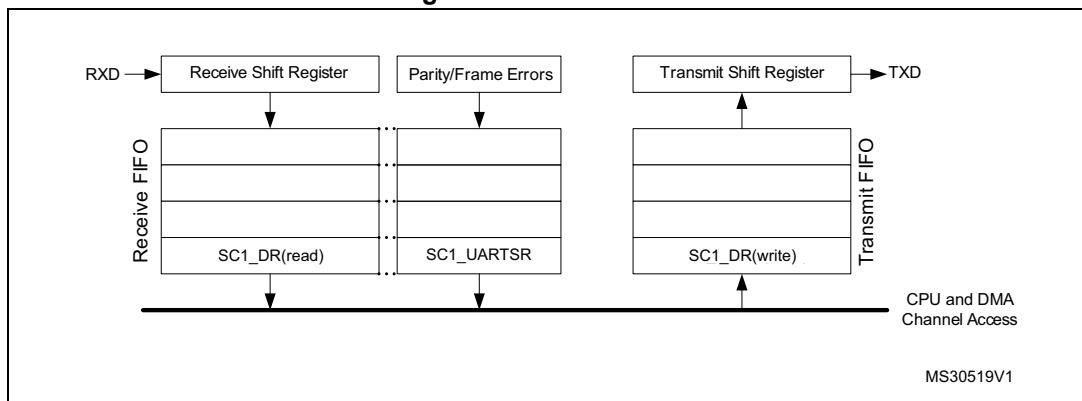 RXD
Receive Shift Register
Parity/Frame Errors
Transmit Shift Register
TXD
Receive FIFO
SC1_DR(read)
SC1_UARTSR
SC1_DR(write)
Transmit FIFO
CPU and DMA
Channel Access
MS30519V1